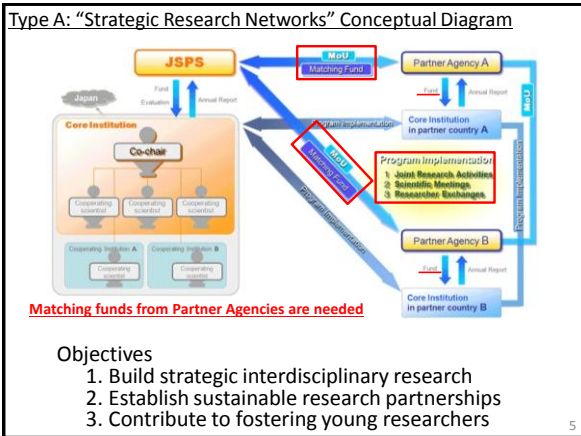 Type A: “Strategic Research Networks” Conceptual Diagram
JSPS
MoU
Matching Fund
Partner Agency A
Fund
Evaluation
Annual Report
Fund
Annual Report
MoU
Japan
Core Institution
Program Implementation
Core Institution
in partner country A
Co-chair
MoU
Matching Fund
Program Implementation
1 Joint Research Activities
2 Scientific Meetings
3 Researcher Exchanges
Program Implementation
Cooperating
scientist
Cooperating
scientist
Cooperating
scientist
Program Implementation
Partner Agency B
Cooperating Institution A
Cooperating Institution B
Cooperating
scientist
Cooperating
scientist
Fund
Annual Report
Core Institution
in partner country B
Matching funds from Partner Agencies are needed
Objectives
1. Build strategic interdisciplinary research
2. Establish sustainable research partnerships
3. Contribute to fostering young researchers
5